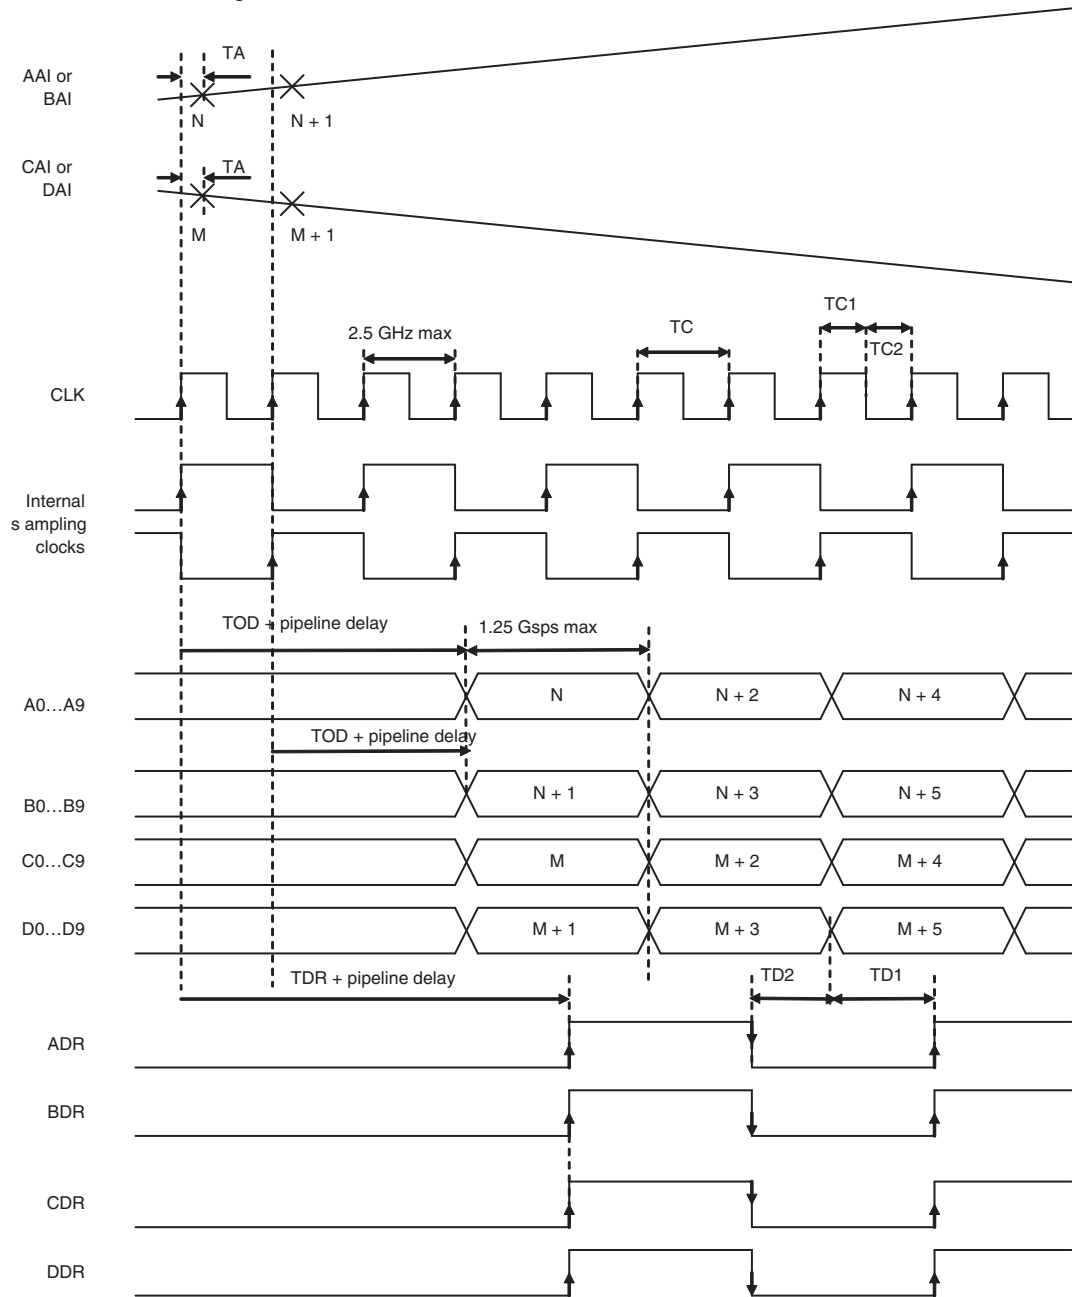 TA
AAI or
BAI
N
N + 1
CAI or
DAI
TA
M
M + 1
TC1
2.5 GHz max
TC
TC2
CLK
Internal
s ampling
clocks
TOD + pipeline delay
1.25 Gsps max
A0...A9
N
N + 2
N + 4
TOD + pipeline delay
B0...B9
N + 1
N + 3
N + 5
C0...C9
M
M + 2
M + 4
D0...D9
M + 1
M + 3
M + 5
TDR + pipeline delay
TD2
TD1
ADR
BDR
CDR
DDR